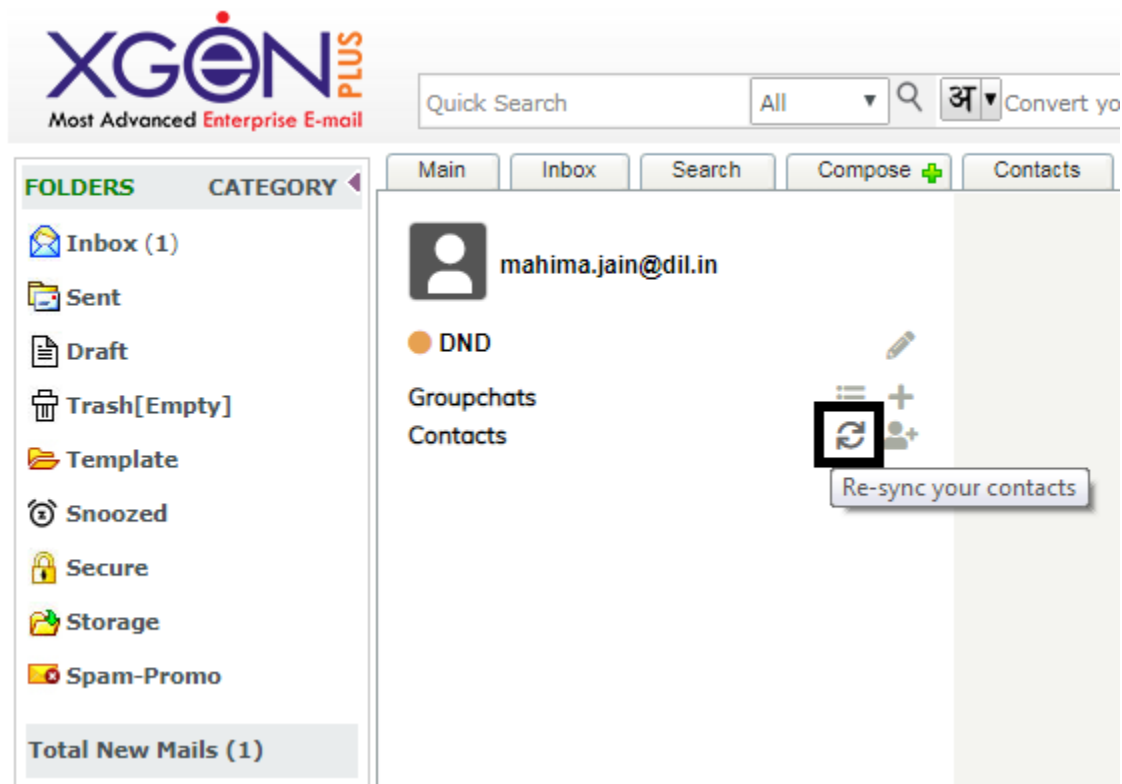 XGEN PLUS
Most Advanced Enterprise E-mail
Quick Search All अ Convert yo
Main Inbox Search Compose Contacts
FOLDERS CATEGORY
Inbox (1)
Sent
Draft
Trash[Empty]
Template
Snoozed
Secure
Storage
Spam-Promo
Total New Mails (1)
mahima.jain@dil.in
DND
Groupchats
Contacts
Re-sync your contacts